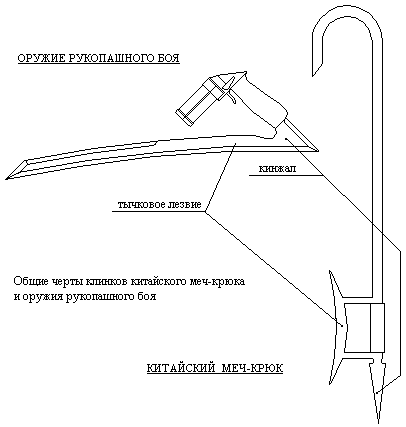 ОРУЖИЕ РУКОПАШНОГО БОЯ
кинжал
тычковое лезвие
Общие черты клинков китайского меч-крюка
и оружия рукопашного боя
КИТАЙСКИЙ МЕЧ-КРЮК